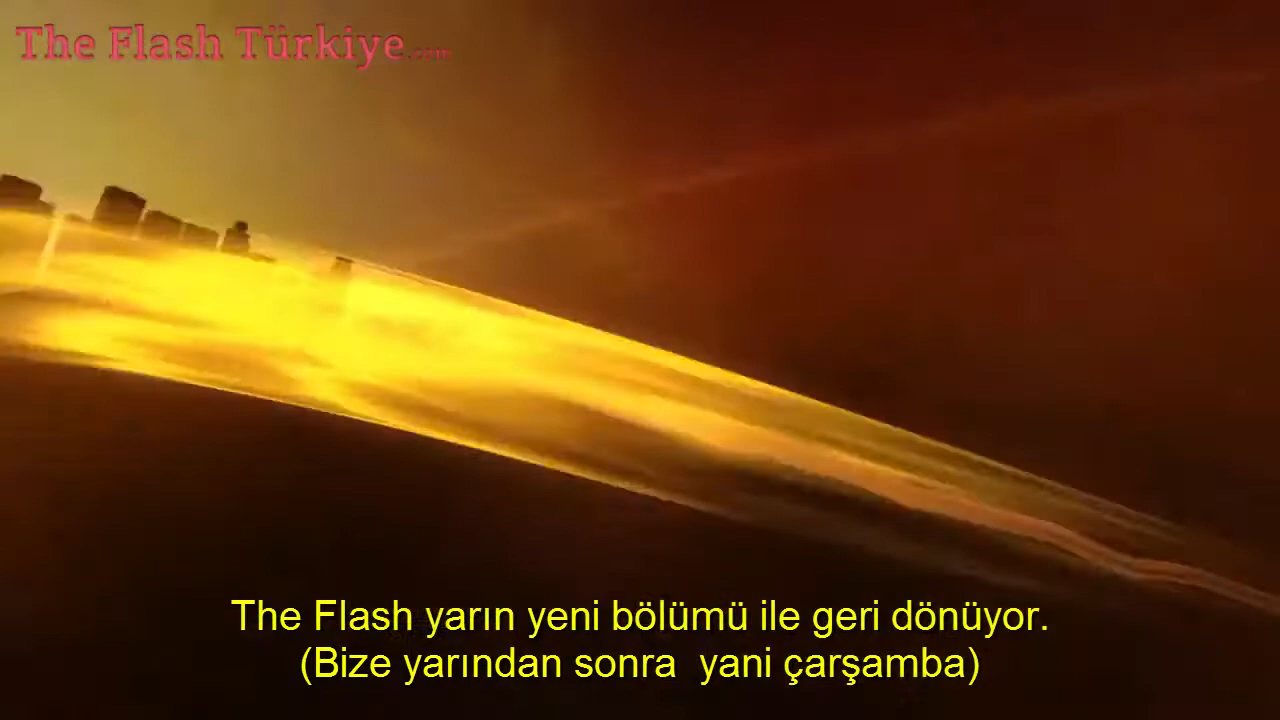 The Flash Türkiye.com
The Flash yarın yeni bölümü ile geri dönüyor.
(Bize yarından sonra  yani çarşamba)